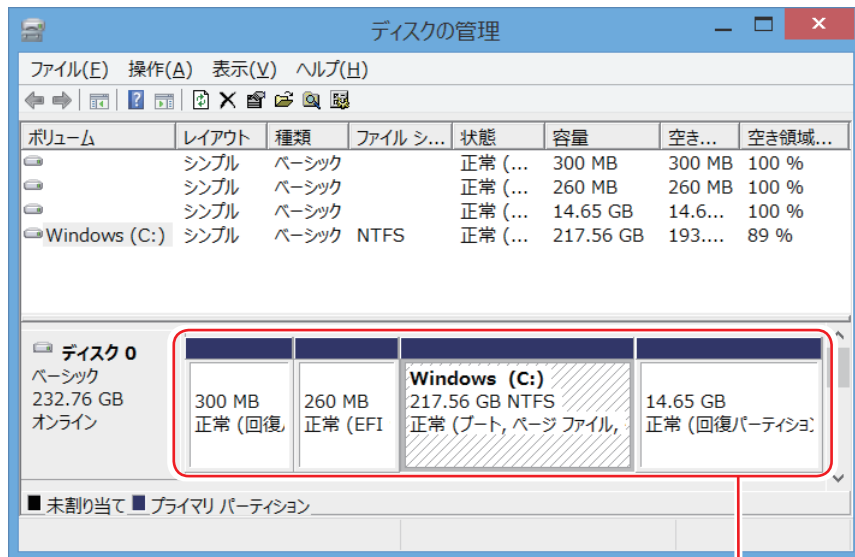 ディスクの管理
ファイル(F) 操作(A) 表示(V) ヘルプ(H)
ボリューム レイアウト 種類 ファイル シ... 状態 容量 空き... 空き領域...
シンプル ベーシック 正常 (... 300 MB 300 MB 100 %
シンプル ベーシック 正常 (... 260 MB 260 MB 100 %
シンプル ベーシック 正常 (... 14.65 GB 14.6... 100 %
Windows (C:) シンプル ベーシック NTFS 正常 (... 217.56 GB 193.... 89 %
ディスク 0
ベーシック
232.76 GB
オンライン
300 MB
正常 (回復
260 MB
正常 (EFI
Windows (C:)
217.56 GB NTFS
正常 (ブート, ページ ファイル,
14.65 GB
正常 (回復パーティション
未割り当て プライマリ パーティション